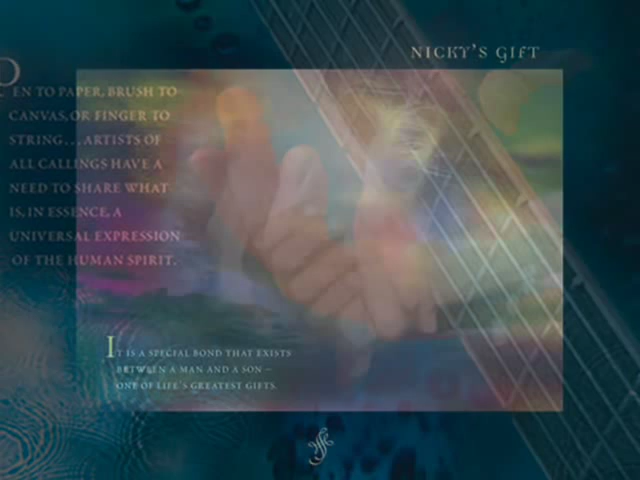 NICKY'S GIFT
PEN TO PAPER, BRUSH TO
CANVAS, OR FINGER TO
STRING... ARTISTS OF
ALL CALLINGS HAVE A
NEED TO SHARE WHAT
IS, IN ESSENCE, A
UNIVERSAL EXPRESSION
OF THE HUMAN SPIRIT.
IT IS A SPECIAL BOND THAT EXISTS
BETWEEN A MAN AND A SON –
ONE OF LIFE'S GREATEST GIFTS.